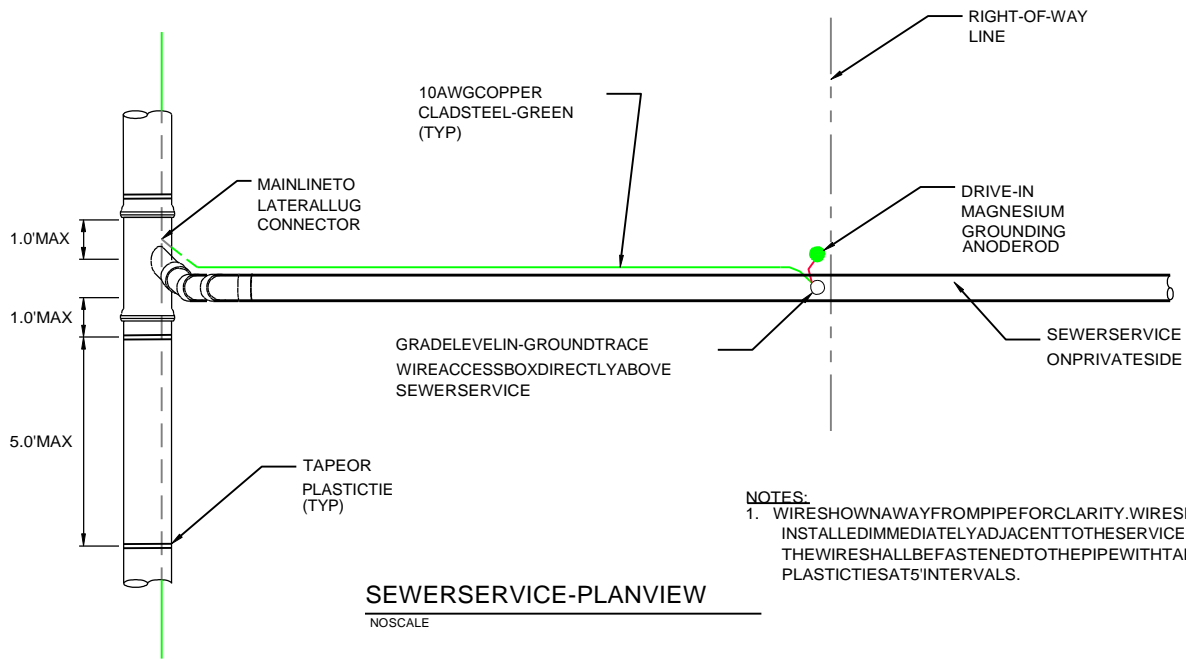 RIGHT-OF-WAY
LINE
10AWGCOPPER
CLADSTEEL-GREEN
(TYP)
MAINLINETO
LATERALLUG
CONNECTOR
DRIVE-IN
MAGNESIUM
GROUNDING
ANODEROD
1.0'MAX
1.0'MAX
GRADELEVELIN-GROUNDTRACE
WIREACCESSBOXDIRECTLYABOVE
SEWERSERVICE
SEWERSERVICE
ONPRIVATESIDE
5.0'MAX
TAPEOR
PLASTICTIE
(TYP)
NOTES:
1. WIRESHOWNAWAYFROMPIPEFORCLARITY.WIRES
INSTALLEDIMMEDIATELYADJACENTTOTHESERVICE
THEWIRESHALLBEFASTENEDTOTHEPIPEWITHTA
PLASTICTIESAT5'INTERVALS.
SEWERSERVICE-PLANVIEW
NOSCALE